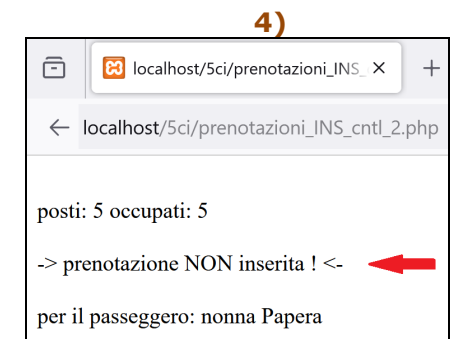 4)
localhost/5ci/prenotazioni_INS_
localhost/5ci/prenotazioni_INS_cntl_2.php
posti: 5 occupati: 5
-> prenotazione NON inserita ! <-
per il passeggero: nonna Papera